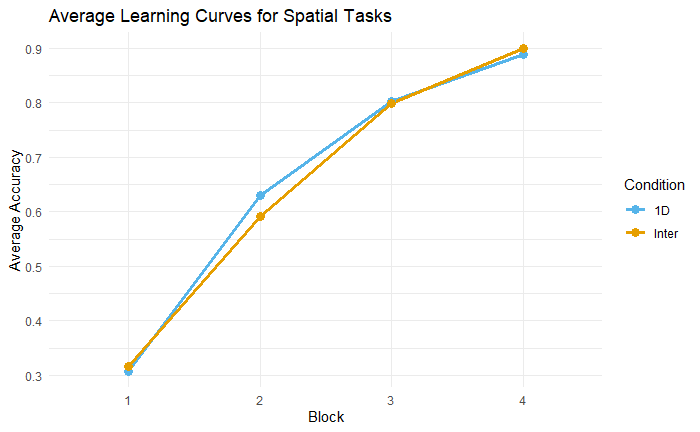 Average Learning Curves for Spatial Tasks
Average Accuracy
0.9
0.8
0.7
0.6
0.5
0.4
0.3
1 2 3 4
Block
Condition
1D
Inter